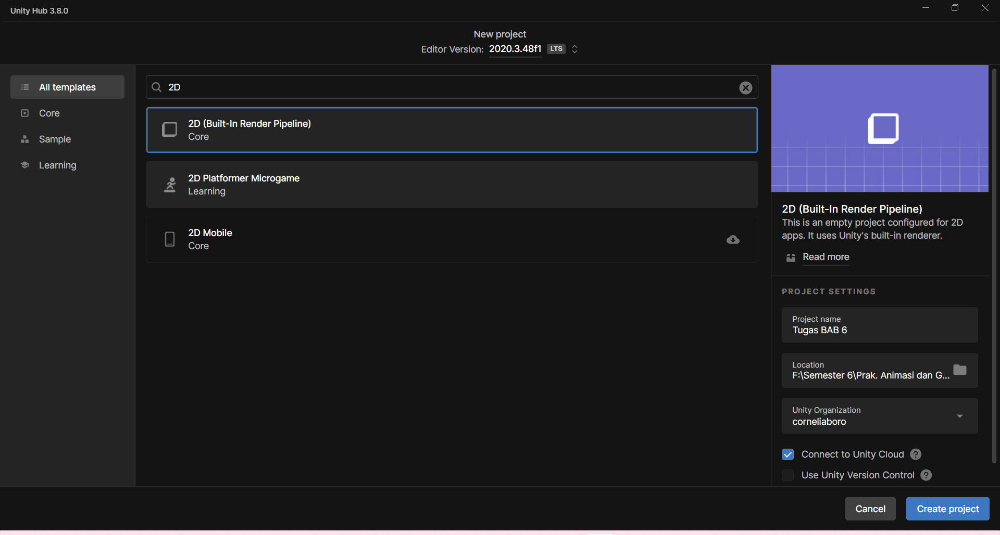 Unity Hub 3.8.0
New project
Editor Version: 2020.3.48f1 LTS
All templates
Core
Sample
Learning
2D
2D (Built-In Render Pipeline)
Core
2D Platformer Microgame
Learning
2D Mobile
Core
2D (Built-In Render Pipeline)
This is an empty project configured for 2D
apps. It uses Unity's built-in renderer.
Read more
PROJECT SETTINGS
Project name
Tugas BAB 6
Location
F:\Semester 6\Prak. Animasi dan G...
Unity Organization
corneliaboro
Connect to Unity Cloud ?
Use Unity Version Control ?
Cancel
Create project